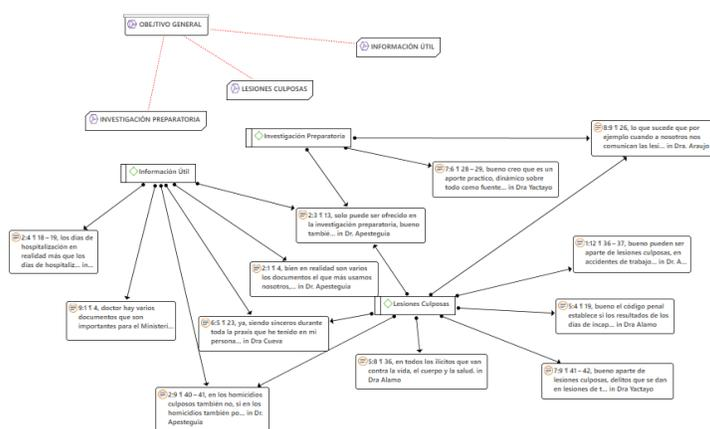 OBEJTIVO GENERAL
INFORMACIÓN ÚTIL
LESIONES CULPOSAS
INVESTIGACIÓN PREPARATORIA
Investigación Preparatoria
8:9 ¶ 26, lo que sucede que por
ejemplo cuando a nosotros nos
comunican las lesi... in Dra. Araujo
Información Útil
7:6 ¶ 28 – 29, bueno creo que es un
aporte practico, dinámico sobre
todo como fuente... in Dra Yactayo
2:3 ¶ 13, solo puede ser ofrecido en
la investigación preparatoria, bueno
tambié... in Dr. Apesteguia
2:4 ¶ 18 – 19, los días de
hospitalización en
realidad más que los
días de hospitaliz... in...
1:12 ¶ 36 – 37, bueno pueden ser
aparte de lesiones culposas, en
accidentes de trabajo... in Dr. A...
2:1 ¶ 4, bien en realidad son varios
los documentos el que más usamos
nosotros,... in Dr. Apesteguia
Lesiones Culposas
9:1 ¶ 4, doctor hay varios
documentos que son
importantes para el Ministeri...
5:4 ¶ 19, bueno el código penal
establece si los resultados de los
días de incap... in Dra Alamo
6:5 ¶ 23, ya, siendo sinceros durante
toda la praxis que he tenido en mi
persona... in Dra Cueva
5:8 ¶ 36, en todos los ilícitos que van
contra la vida, el cuerpo y la salud. in
Dra Alamo
7:9 ¶ 41 – 42, bueno aparte de
lesiones culposas, delitos que se dan
en lesiones de t... in Dra Yactayo
2:9 ¶ 40 – 41, en los homicidios
culposos también no, si en los
homicidios también po... in Dr.
Apesteguia